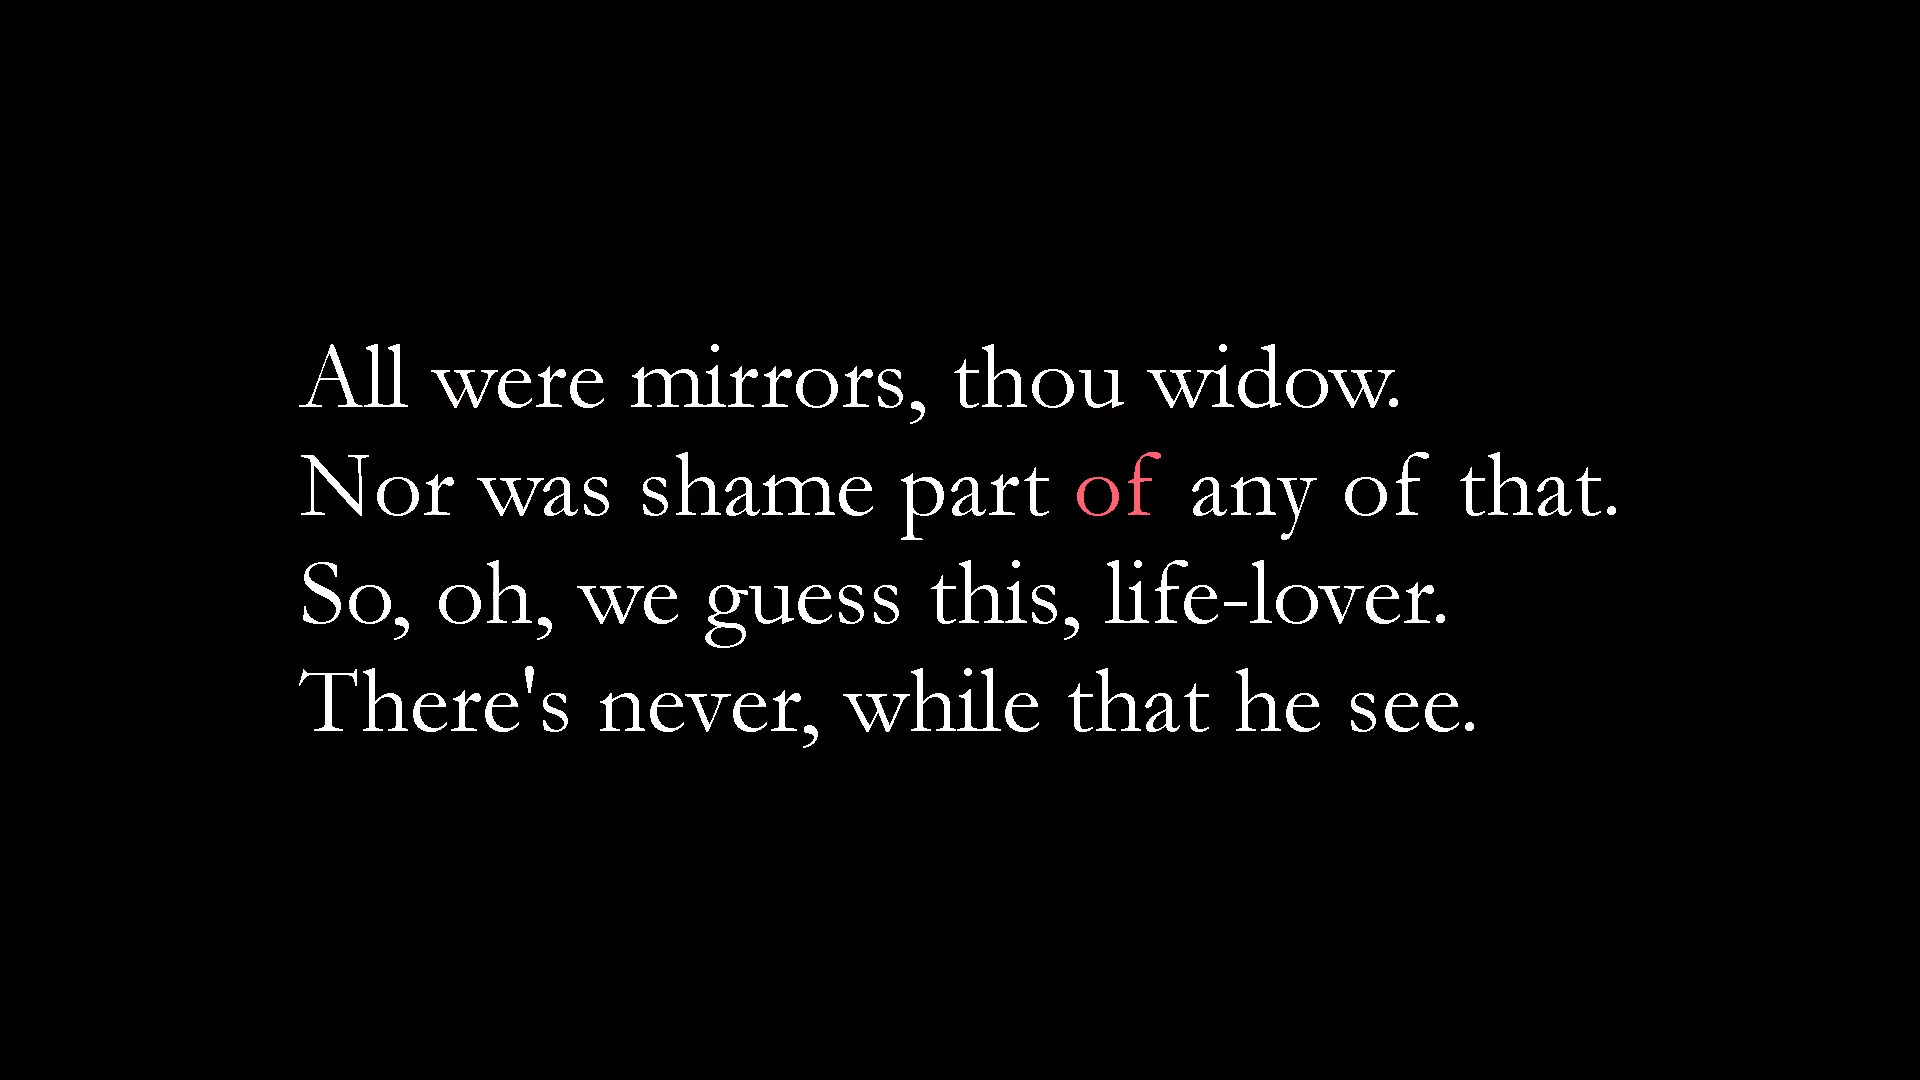 All were mirrors, thou widow.
Nor was shame part of any of that.
So, oh, we guess this, life-lover.
There's never, while that he see.